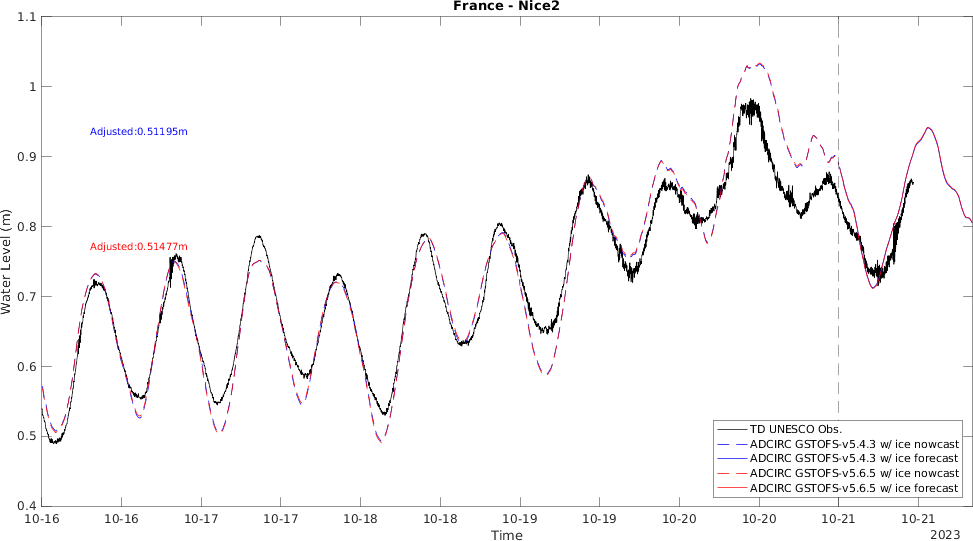 France - Nice2
1.1
1
0.9
0.8
0.7
0.6
0.5
0.4
Water Level (m)
Adjusted:0.51195m
Adjusted:0.51477m
TD UNESCO Obs.
ADCIRC GSTOFS-v5.4.3 w/ ice nowcast
ADCIRC GSTOFS-v5.4.3 w/ ice forecast
ADCIRC GSTOFS-v5.6.5 w/ ice nowcast
ADCIRC GSTOFS-v5.6.5 w/ ice forecast
10-16 10-16 10-17 10-17 10-18 10-18 10-19 10-19 10-20 10-20 10-21 10-21
Time
2023